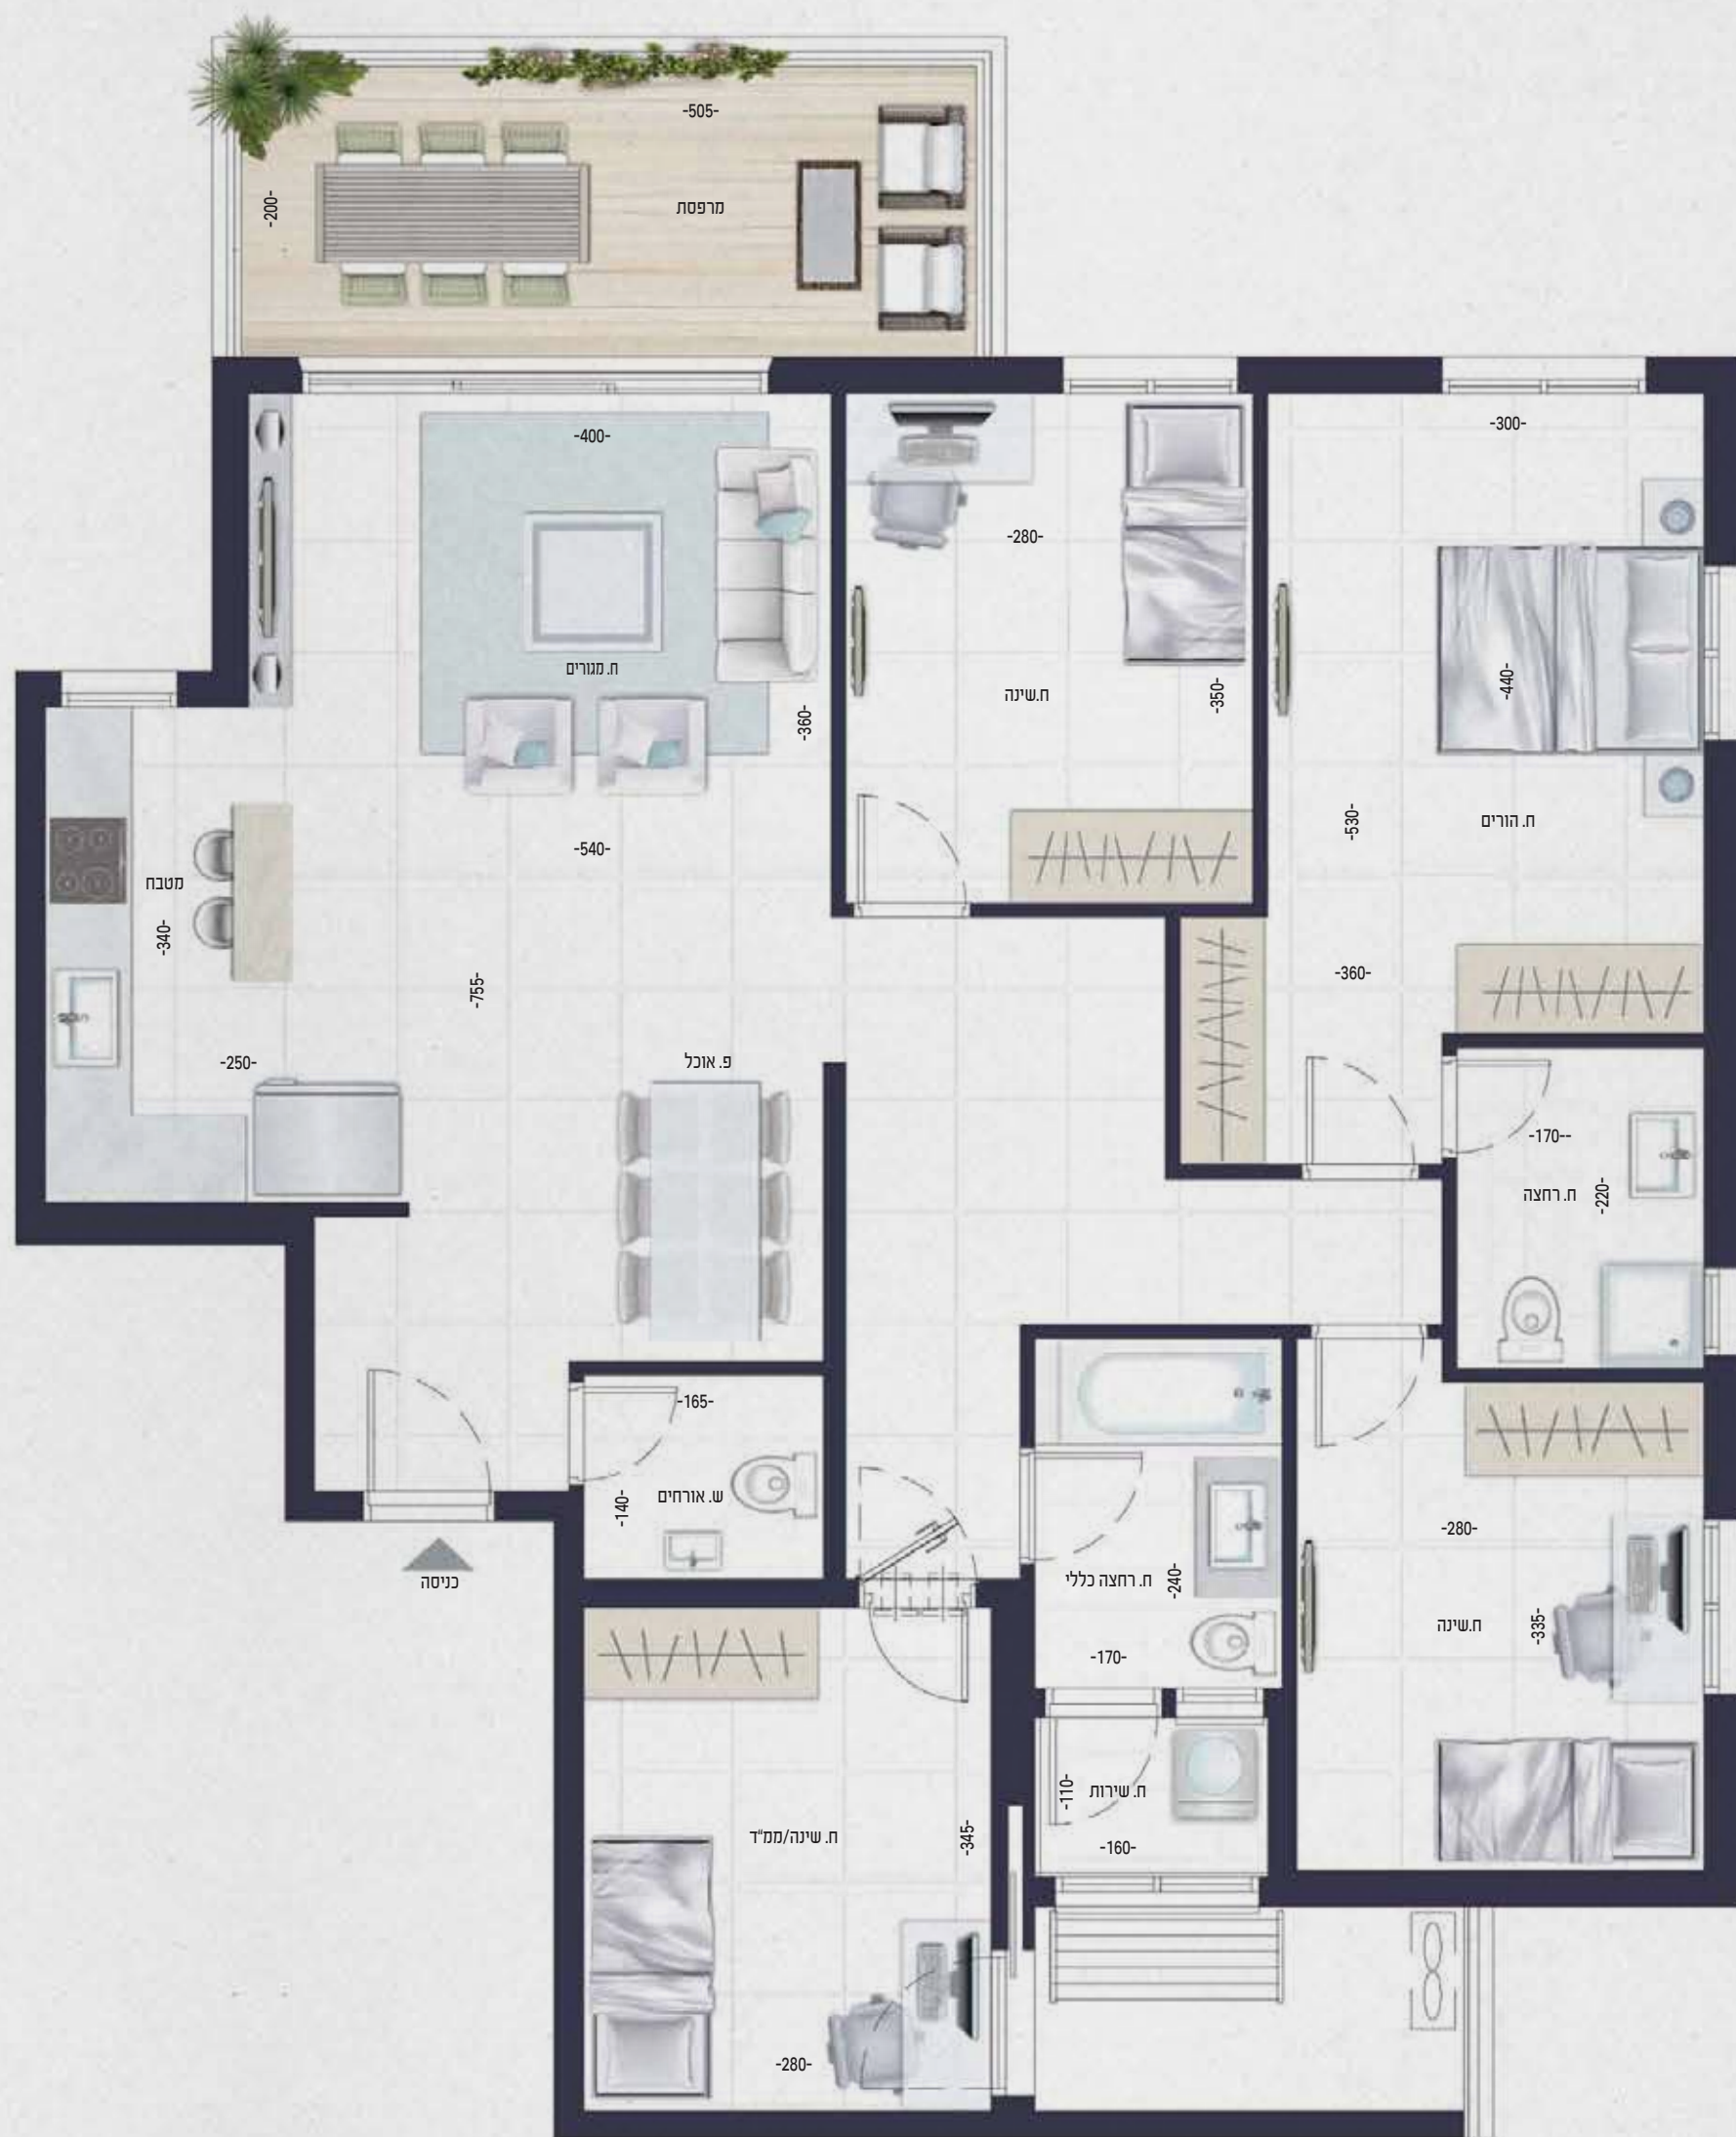 -505-
-200-
מרפסת
-400-
-300-
-280-
ח. מגורים
-440-
ח.שינה
-350-
-360-
-530-
ח. הורים
-540-
מטבח
-340-
-360-
-755-
-250-
פ. אוכל
-170--
ח. רחצה
-220-
-165-
ש. אורחים
-140-
-280-
כניסה
ח. רחצה כללי
-240-
ח.שינה
-335-
-170-
-110-
ח. שירות
ח. שינה/ממ"ד
-345-
-160-
-280-